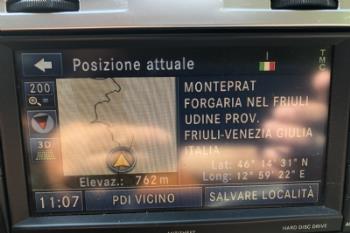 Posizione attuale
TMC
200
MONTEPRAT
FORGARIA NEL FRIULI
UDINE PROV.
FRIULI-VENEZIA GIULIA
ITALIA
3D
Lat: 46° 14' 31" N
Long: 12° 59' 22" E
Elevaz.: 762m
11:07
PDI VICINO
SALVARE LOCALITÀ
HARD DISC DRIVE